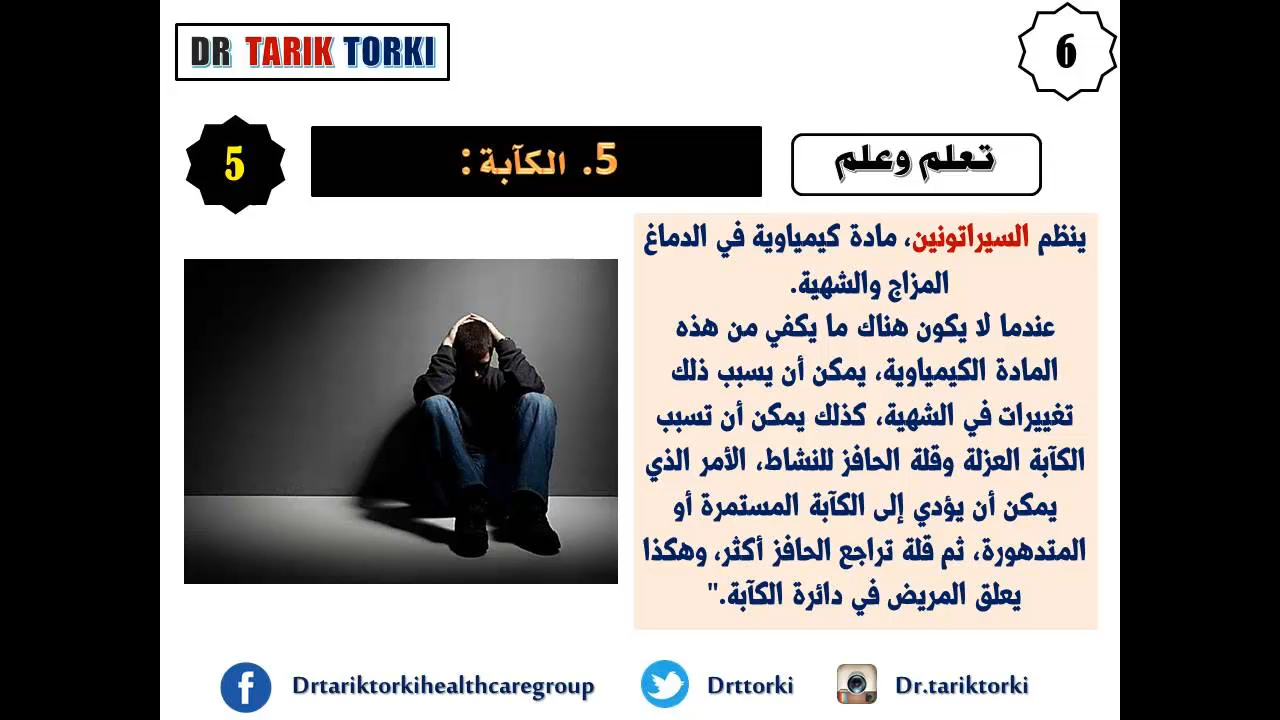 DR TARIK TORKI
6
تعلم وعلم
5. الكآبة :
5
ينظم السيراتونين، مادة كيمياوية في الدماغ
المزاج والشهية.
عندما لا يكون هناك ما يكفي من هذه
المادة الكيمياوية، يمكن أن يسبب ذلك
تغييرات في الشهية، كذلك يمكن أن تسبب
الكآبة العزلة وقلة الحافز للنشاط، الأمر الذي
يمكن أن يؤدي إلى الكآبة المستمرة أو
المتدهورة، ثم قلة تراجع الحافز أكثر، وهكذا
يعلق المريض في دائرة الكآبة."
Drtariktorkihealthcaregroup
Drttorki
Dr.tariktorki